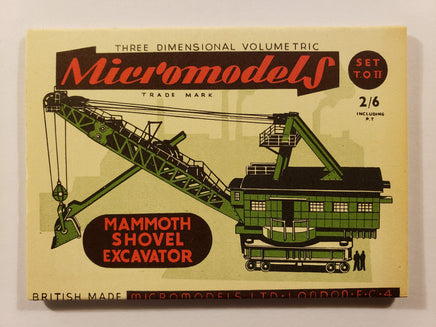 THREE DIMENSIONAL VOLUMETRIC
MicromodelS
TRADE MARK
SET
T.O II
2/6
INCLUDING
P.T
MAMMOTH
SHOVEL
EXCAVATOR
BRITISH MADE MICROMODELS LTD·LONDON·E·C·4